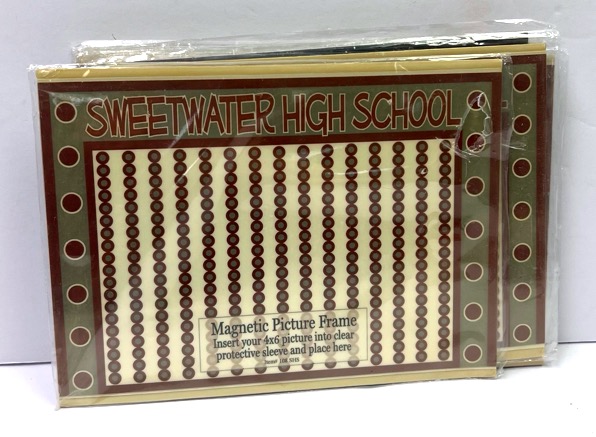 SWEETWATER HIGH SCHOOL
Magnetic Picture Frame
Insert your 4x6 picture into clear
protective sleeve and place here